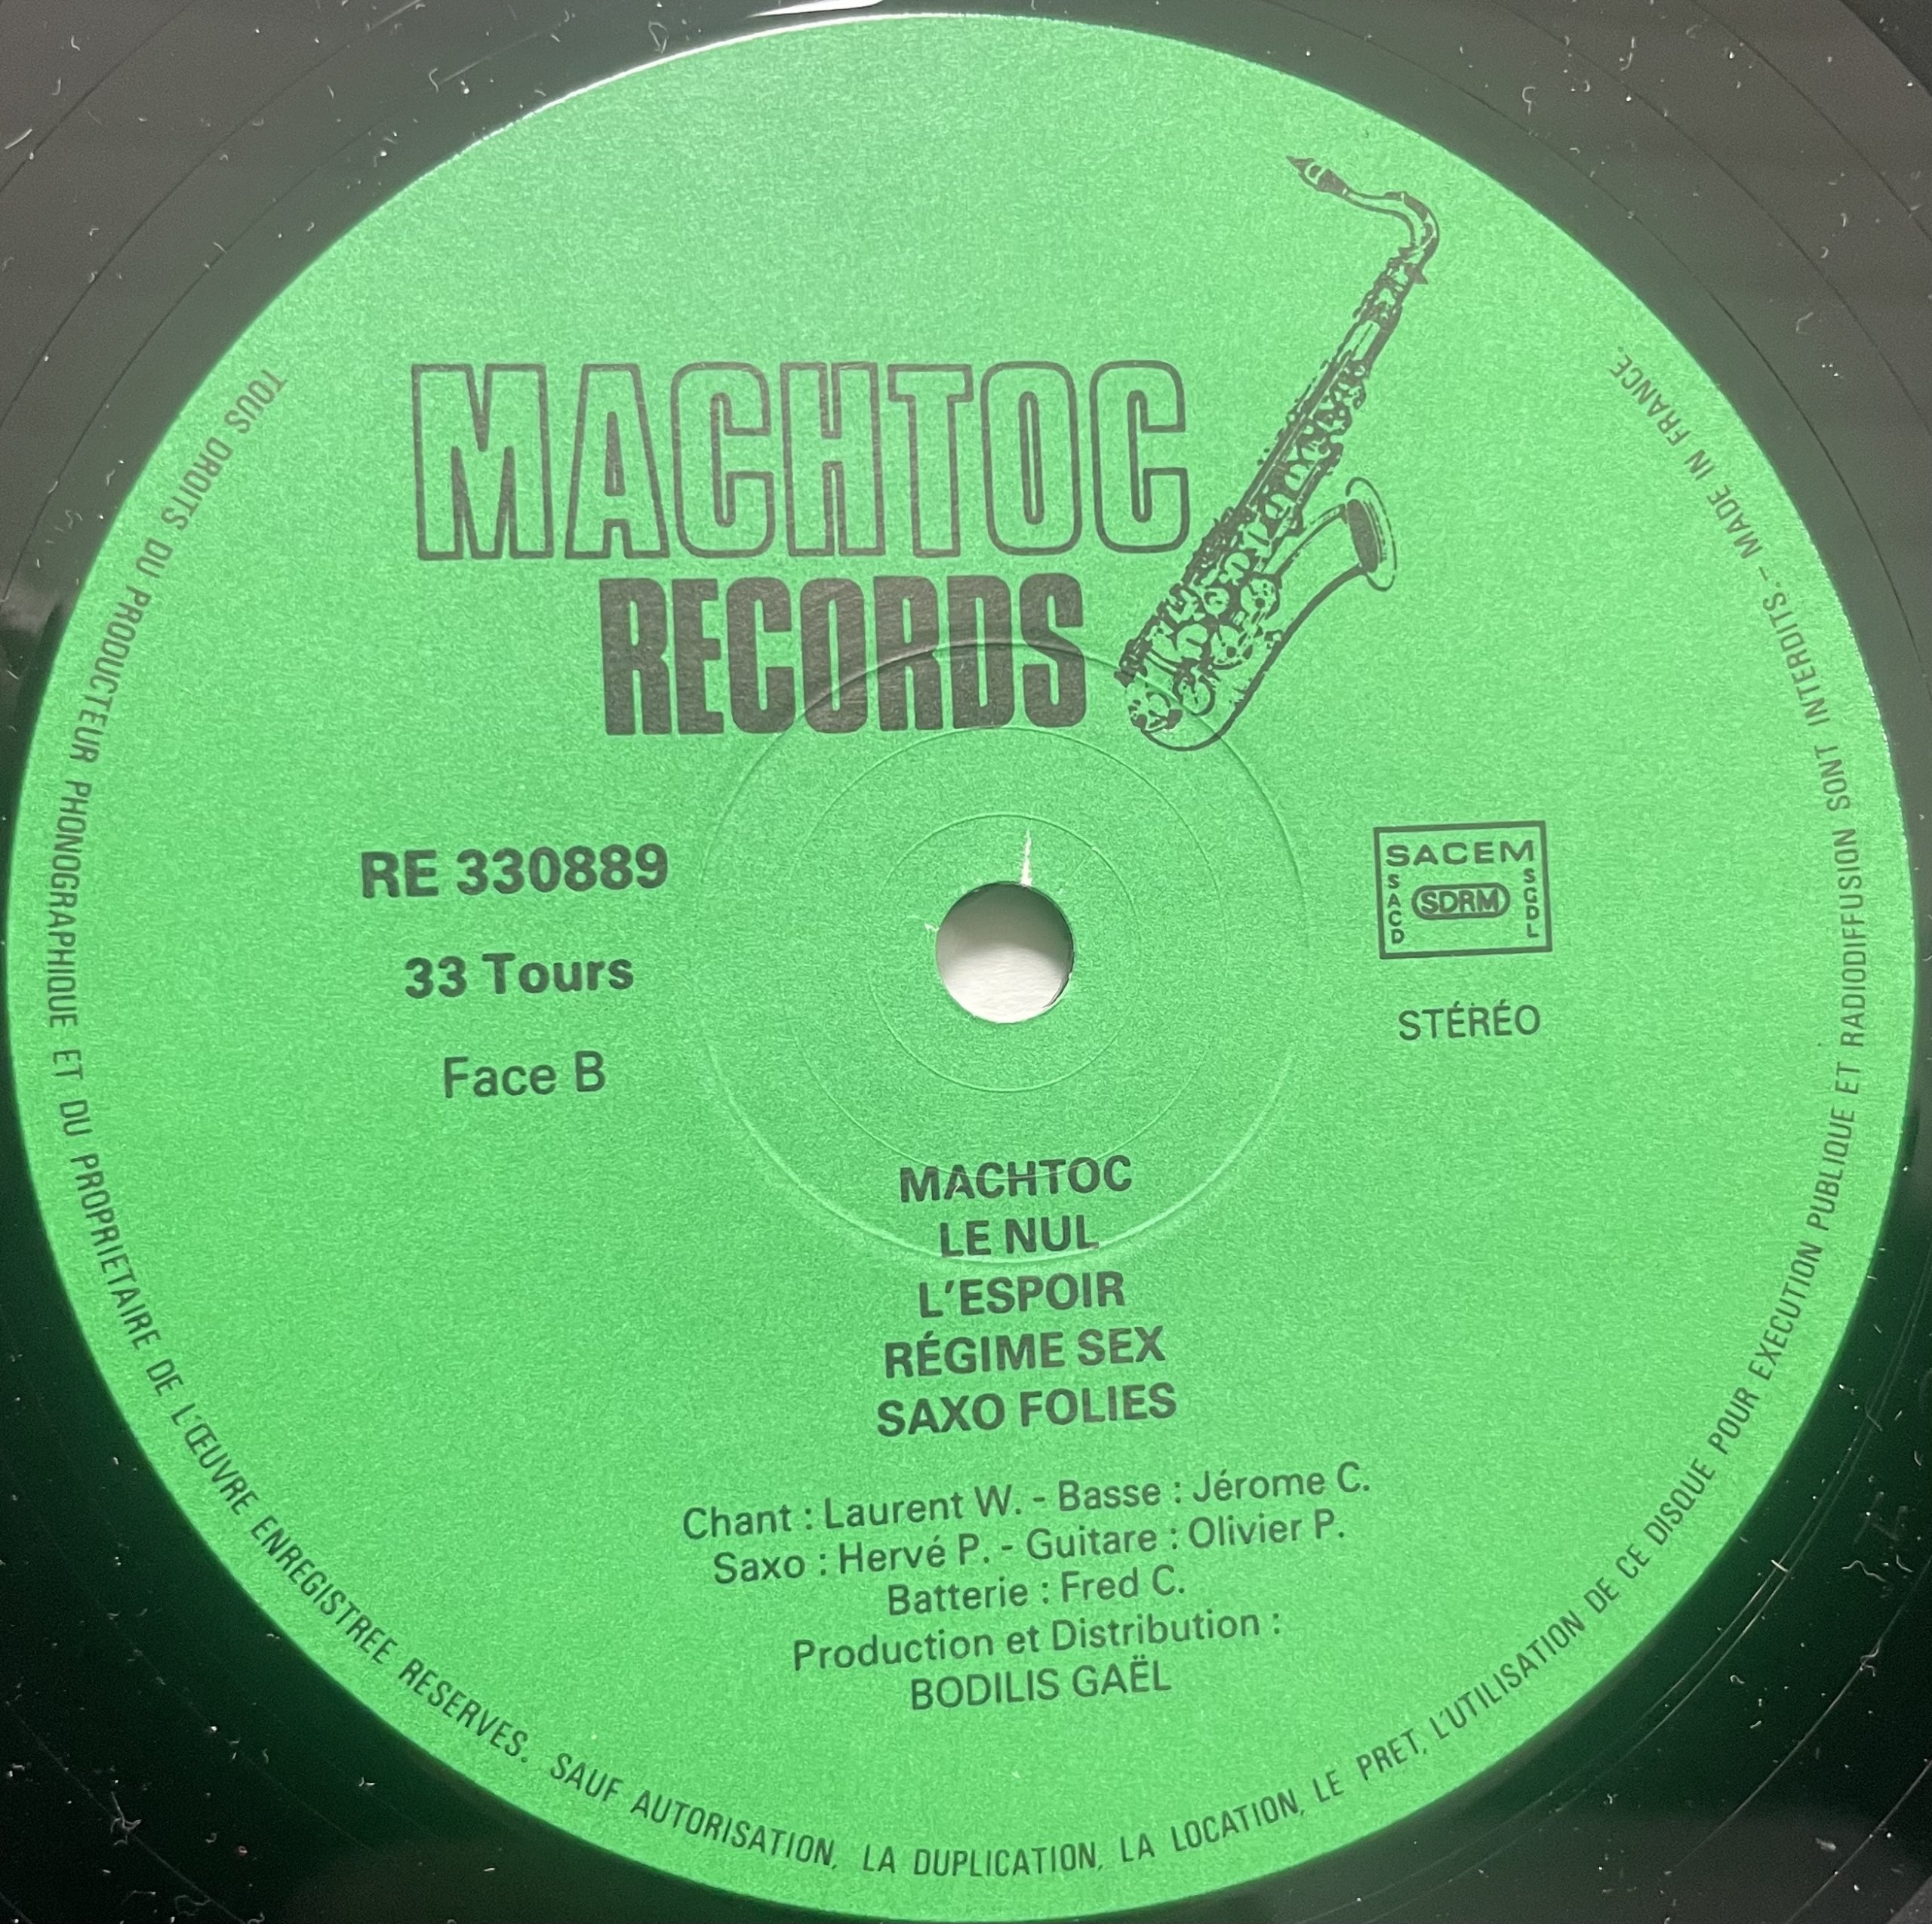 MACHTOC
RECORDS
RE 330889
33 Tours
Face B
SACEM
SACD
SDRM
SGDL
STÉRÉO
MACHTOC
LE NUL
L'ESPOIR
RÉGIME SEX
SAXO FOLIES
Chant : Laurent W. - Basse : Jérome C.
Saxo : Hervé P. - Guitare : Olivier P.
Batterie : Fred C.
Production et Distribution :
BODILIS GAËL
TOUS DROITS DU PRODUCTEUR PHONOGRAPHIQUE ET DU PROPRIETAIRE DE L'ŒUVRE ENREGISTREE RESERVES. SAUF AUTORISATION, LA DUPLICATION, LA LOCATION, LE PRET, L'UTILISATION DE CE DISQUE POUR EXECUTION PUBLIQUE ET RADIODIFFUSION SONT INTERDITS. – MADE IN FRANCE.